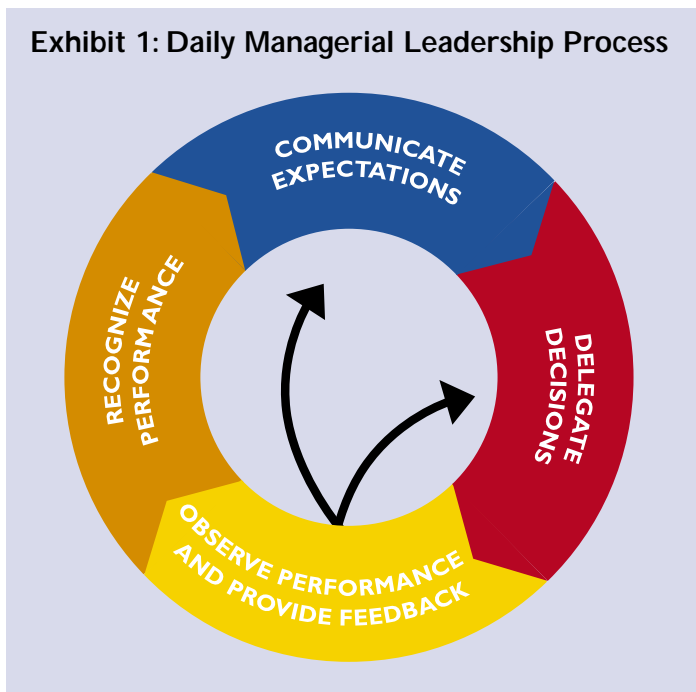 Exhibit 1: Daily Managerial Leadership Process
COMMUNICATE
EXPECTATIONS
DELEGATE
DECISIONS
OBSERVE PERFORMANCE
AND PROVIDE FEEDBACK
RECOGNIZE
PERFORMANCE